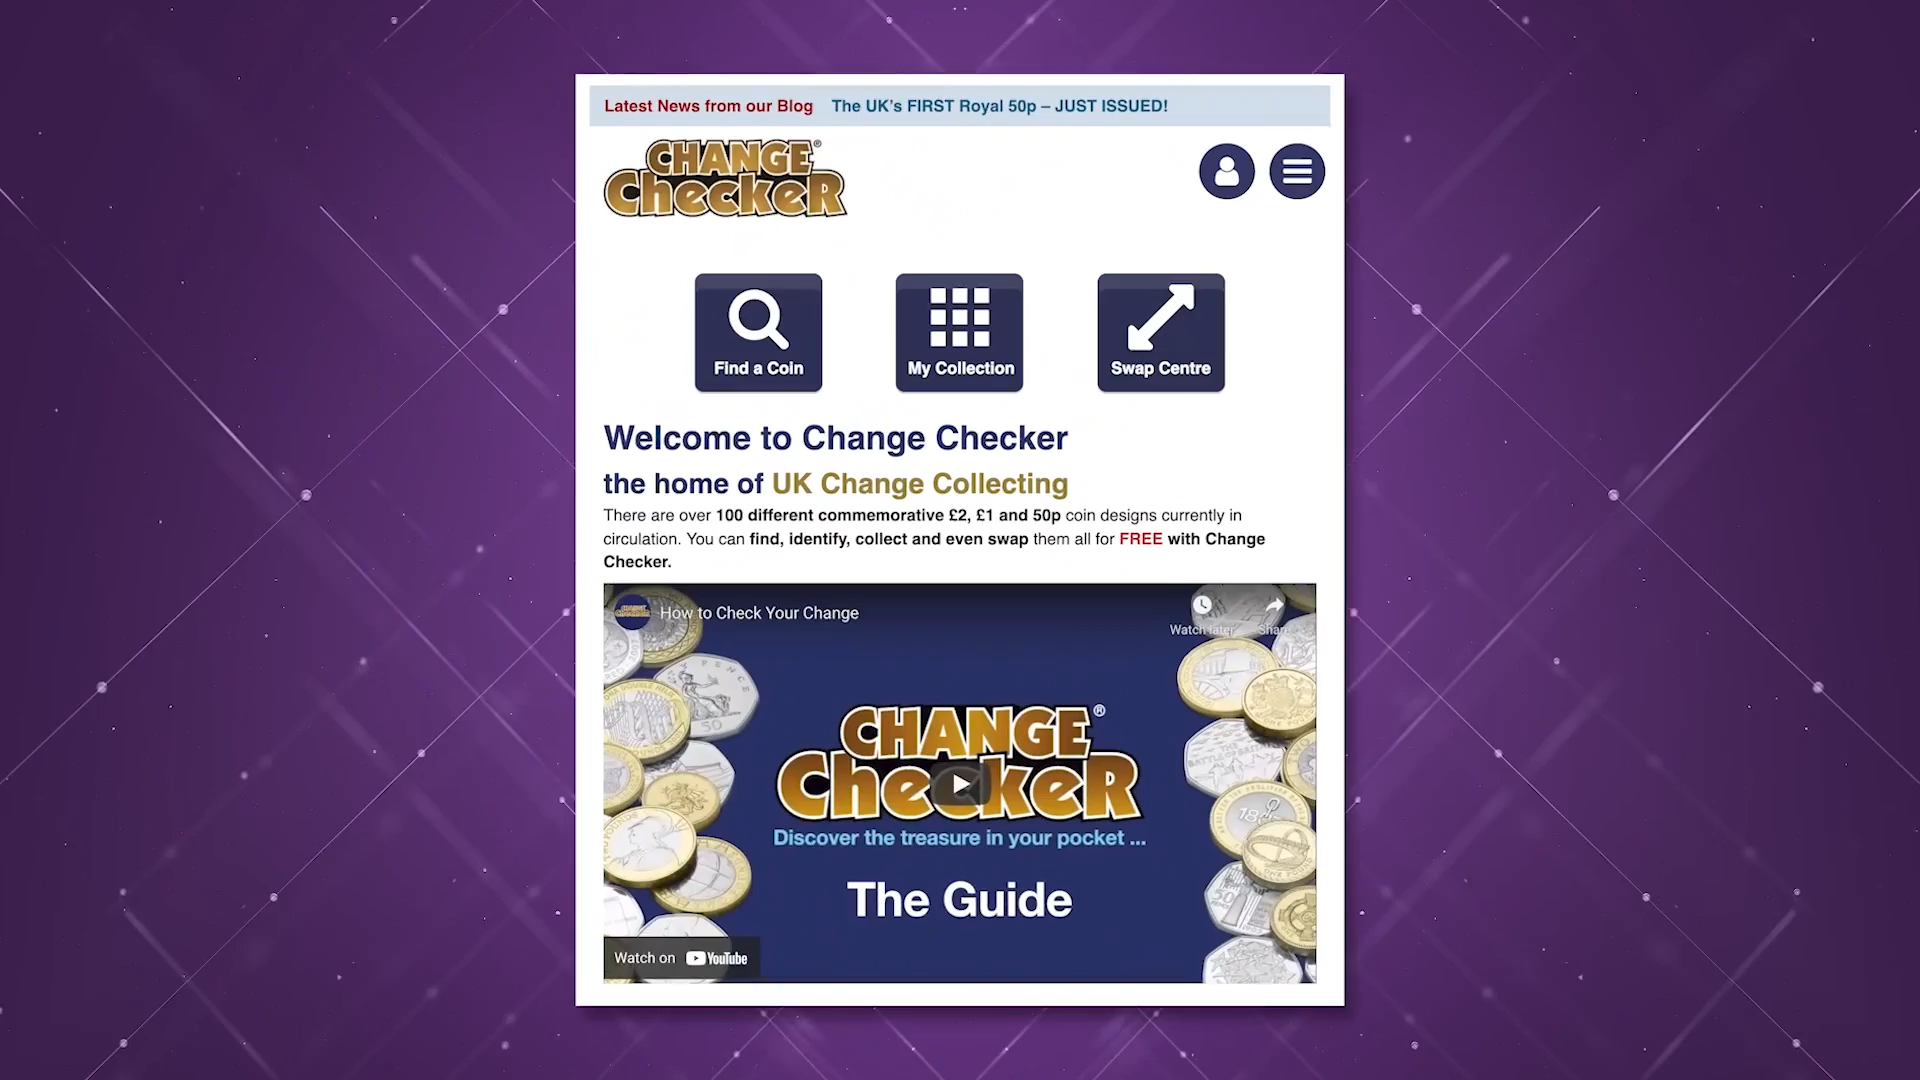 Latest News from our Blog The UK's FIRST Royal 50p – JUST ISSUED!
CHANGE®
CHecKeR
Find a Coin
My Collection
Swap Centre
Welcome to Change Checker
the home of UK Change Collecting
There are over 100 different commemorative £2, £1 and 50p coin designs currently in
circulation. You can find, identify, collect and even swap them all for FREE with Change
Checker.
How to Check Your Change
Watch later
Share
CHANGE®
CHecKeR
Discover the treasure in your pocket ...
The Guide
Watch on YouTube